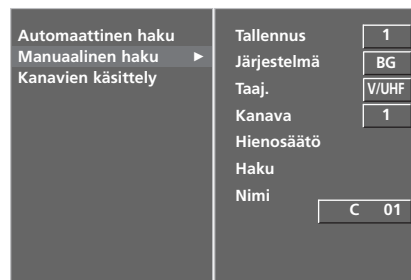 Automaattinen haku
Manuaalinen haku ►
Kanavien käsittely
Tallennus 1
Järjestelmä BG
Taaj. V/UHF
Kanava 1
Hienosäätö
Haku
Nimi
C 01